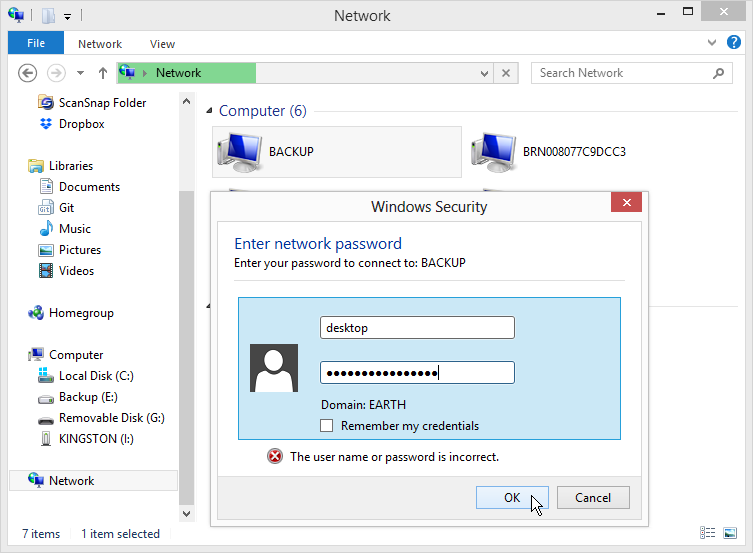 Network
File
Network
View
Network
Search Network
ScanSnap Folder
Dropbox
Libraries
Documents
Git
Music
Pictures
Videos
Homegroup
Computer
Local Disk (C:)
Backup (E:)
Removable Disk (G:)
KINGSTON (I:)
Network
Computer (6)
BACKUP
BRN008077C9DCC3
Windows Security
Enter network password
Enter your password to connect to: BACKUP
desktop
●●●●●●●●●●●●●●●●
Domain: EARTH
Remember my credentials
The user name or password is incorrect.
OK
Cancel
7 items
1 item selected